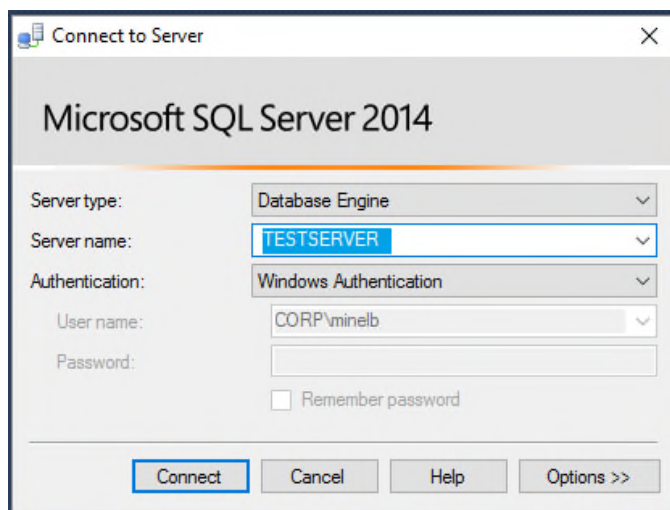 Connect to Server
Microsoft SQL Server 2014
Server type: Database Engine
Server name: TESTSERVER
Authentication: Windows Authentication
User name: CORP\minelb
Password:
Remember password
Connect Cancel Help Options >>